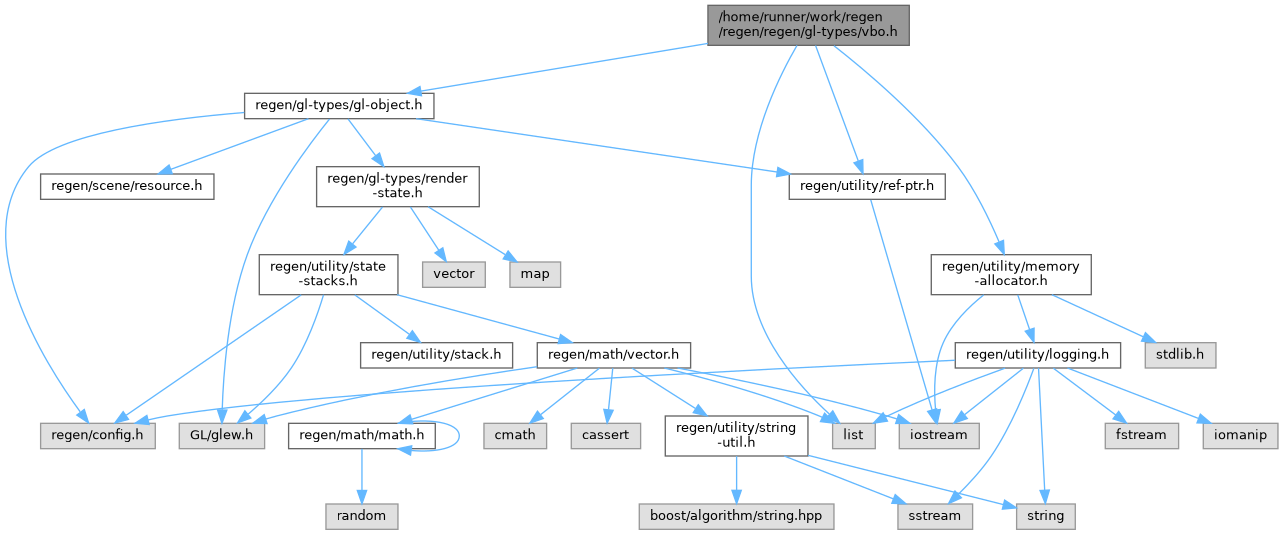 /home/runner/work/regen
/regen/regen/gl-types/vbo.h
regen/gl-types/gl-object.h
regen/scene/resource.h
regen/gl-types/render
-state.h
regen/utility/ref-ptr.h
regen/utility/state
-stacks.h
vector
map
regen/utility/memory
-allocator.h
regen/utility/stack.h
regen/math/vector.h
regen/utility/logging.h
stdlib.h
regen/config.h
GL/glew.h
regen/math/math.h
cmath
cassert
regen/utility/string
-util.h
list
iostream
fstream
iomanip
random
boost/algorithm/string.hpp
sstream
string